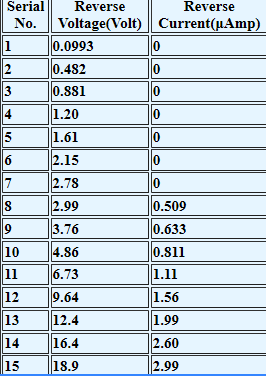 Serial No. Reverse Voltage(Volt) Reverse Current(μAmp)
1 0.0993 0
2 0.482 0
3 0.881 0
4 1.20 0
5 1.61 0
6 2.15 0
7 2.78 0
8 2.99 0.509
9 3.76 0.633
10 4.86 0.811
11 6.73 1.11
12 9.64 1.56
13 12.4 1.99
14 16.4 2.60
15 18.9 2.99